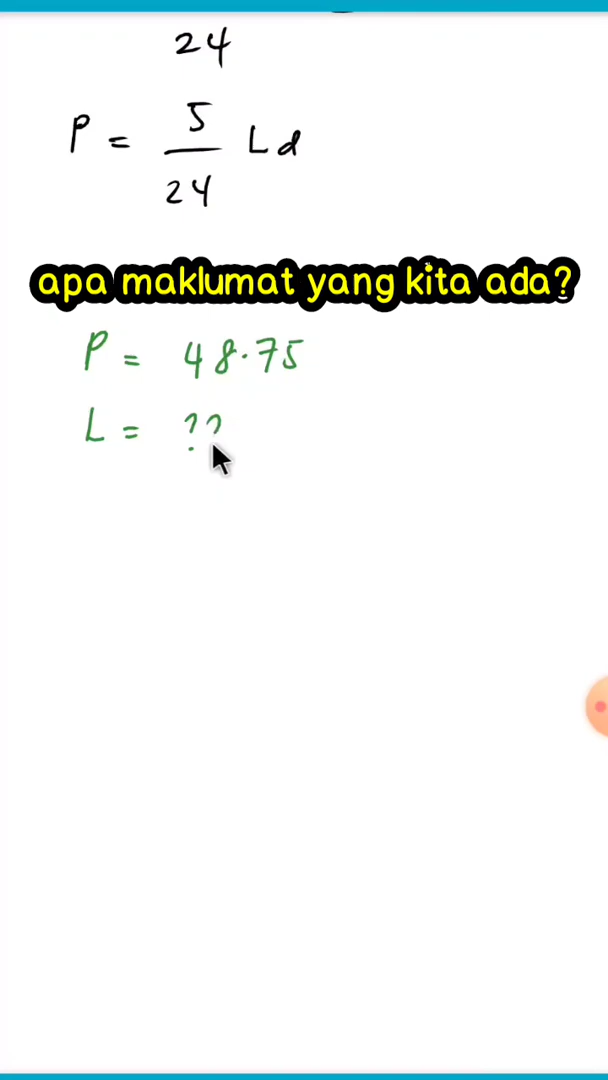 24
P = 5/24 Ld
apa maklumat yang kita ada?
P = 48.75
L = ??